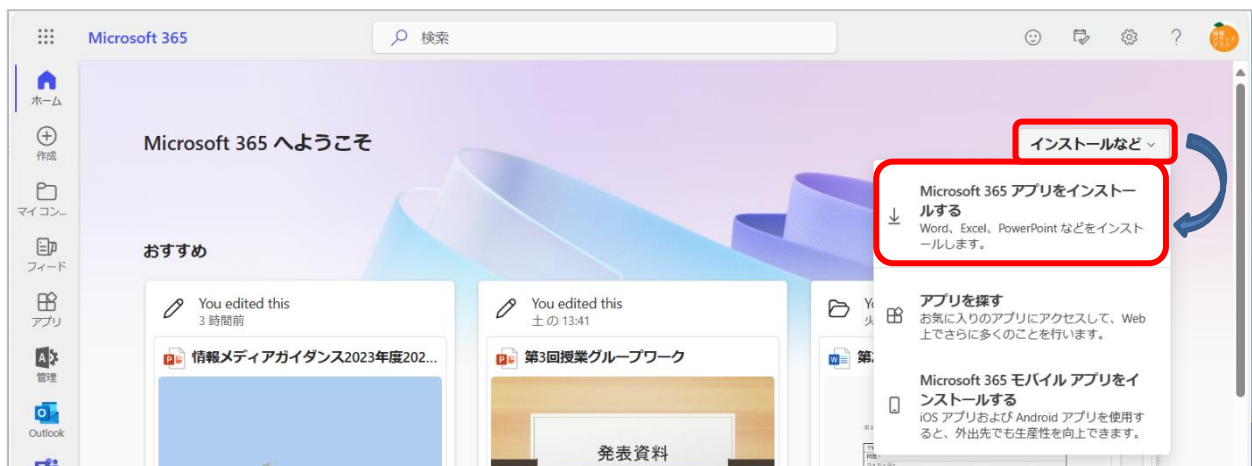 Microsoft 365
検索
ホーム
作成
マイ コン...
フィード
アプリ
管理
Outlook
Microsoft 365 へようこそ
インストールなど
Microsoft 365 アプリをインストー
ルする
Word、Excel、PowerPoint などをインスト
ールします。
アプリを探す
お気に入りのアプリにアクセスして、Web
上でさらに多くのことを行います。
Microsoft 365 モバイル アプリをイ
ンストールする
iOS アプリおよび Android アプリを使用す
ると、外出先でも生産性を向上できます。
おすすめ
You edited this
3 時間前
情報メディアガイダンス2023年度202...
You edited this
土 の 13:41
第3回授業グループワーク
発表資料
火
第